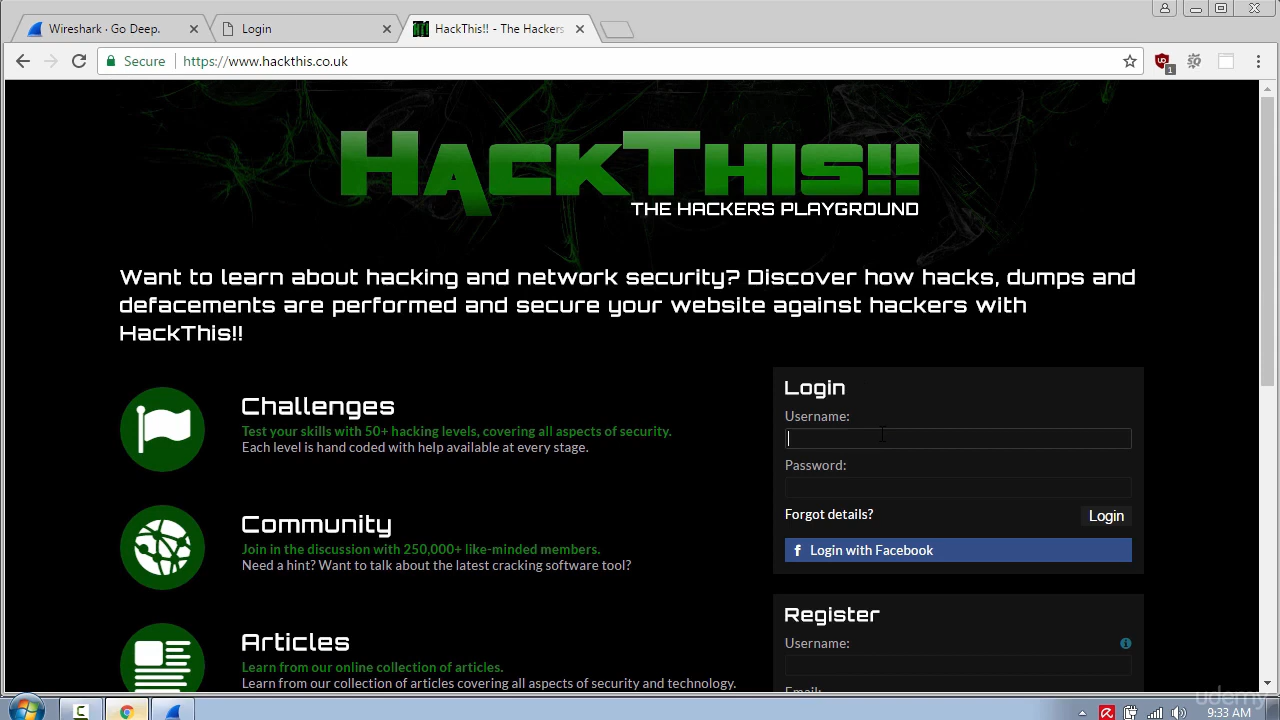 Wireshark · Go Deep.
Login
HackThis!! - The Hackers
Secure
https://www.hackthis.co.uk
1
HACKTHIS!!
THE HACKERS PLAYGROUND
Want to learn about hacking and network security? Discover how hacks, dumps and
defacements are performed and secure your website against hackers with
HackThis!!
Challenges
Test your skills with 50+ hacking levels, covering all aspects of security.
Each level is hand coded with help available at every stage.
Community
Join in the discussion with 250,000+ like-minded members.
Need a hint? Want to talk about the latest cracking software tool?
Articles
Learn from our online collection of articles.
Learn from our collection of articles covering all aspects of security and technology.
Login
Username:
Password:
Forgot details?
Login
f Login with Facebook
Register
Username:
Email:
udemy
9:33 AM